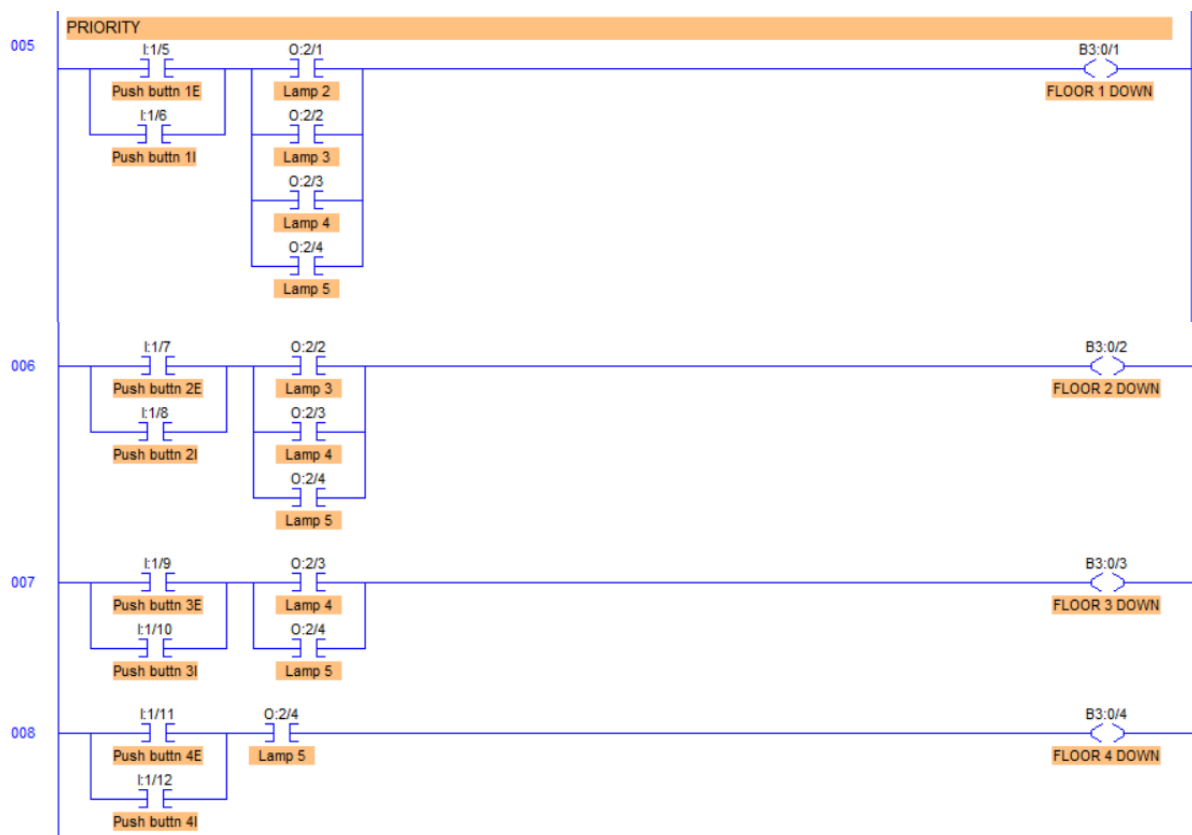 PRIORITY
005
I:1/5 O:2/1 B3:0/1
Push buttn 1E Lamp 2 FLOOR 1 DOWN
I:1/6 O:2/2
Push buttn 1I Lamp 3
O:2/3
Lamp 4
O:2/4
Lamp 5
I:1/7 O:2/2 B3:0/2
006
Push buttn 2E Lamp 3 FLOOR 2 DOWN
I:1/8 O:2/3
Push buttn 2I Lamp 4
O:2/4
Lamp 5
I:1/9 O:2/3 B3:0/3
007
Push buttn 3E Lamp 4 FLOOR 3 DOWN
I:1/10 O:2/4
Push buttn 3I Lamp 5
I:1/11 O:2/4 B3:0/4
008
Push buttn 4E Lamp 5 FLOOR 4 DOWN
I:1/12
Push buttn 4I